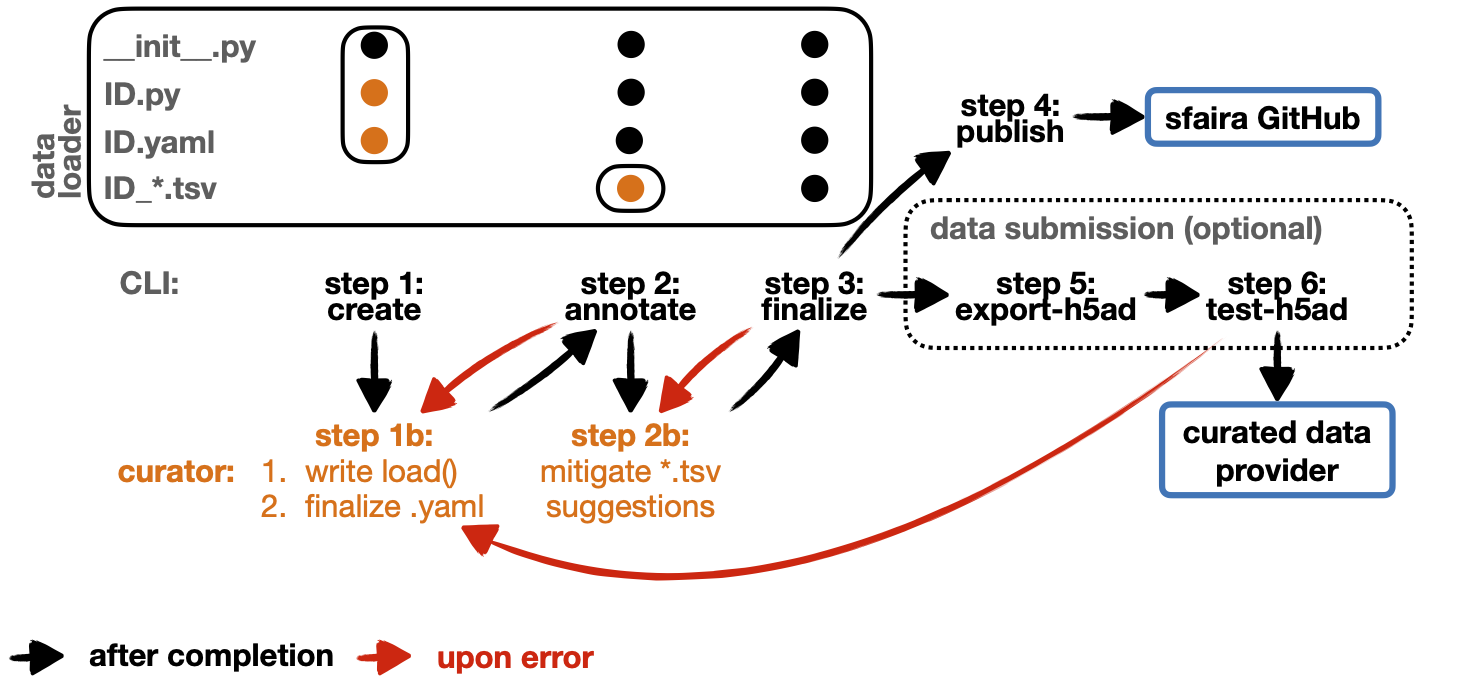 __init__.py
ID.py
ID.yaml
ID_*.tsv
data
loader
step 4:
publish
sfaira GitHub
data submission (optional)
CLI:
step 1:
create
step 2:
annotate
step 3:
finalize
step 5:
export-h5ad
step 6:
test-h5ad
step 1b:
curator: 1. write load()
2. finalize .yaml
step 2b:
mitigate *.tsv
suggestions
curated data
provider
after completion
upon error